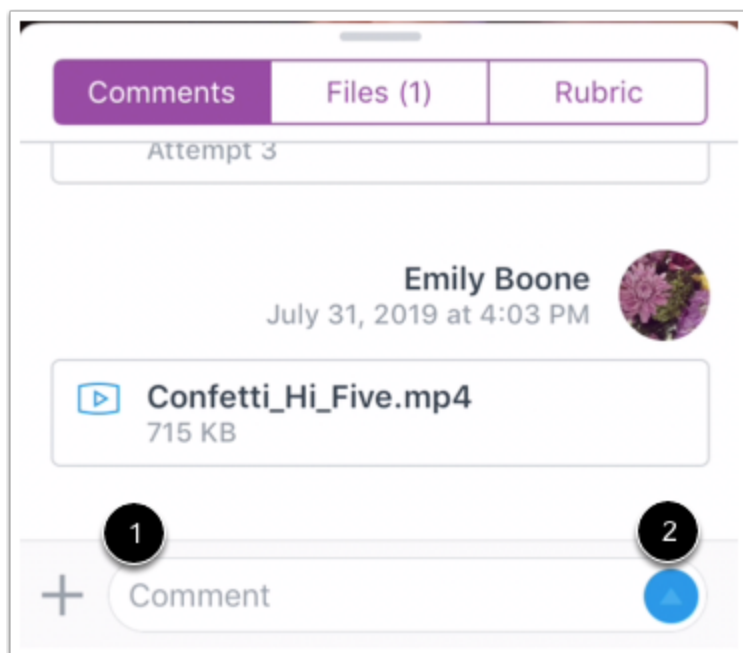 Comments Files (1) Rubric
Attempt 3
Emily Boone
July 31, 2019 at 4:03 PM
Confetti_Hi_Five.mp4
715 KB
1 2
Comment